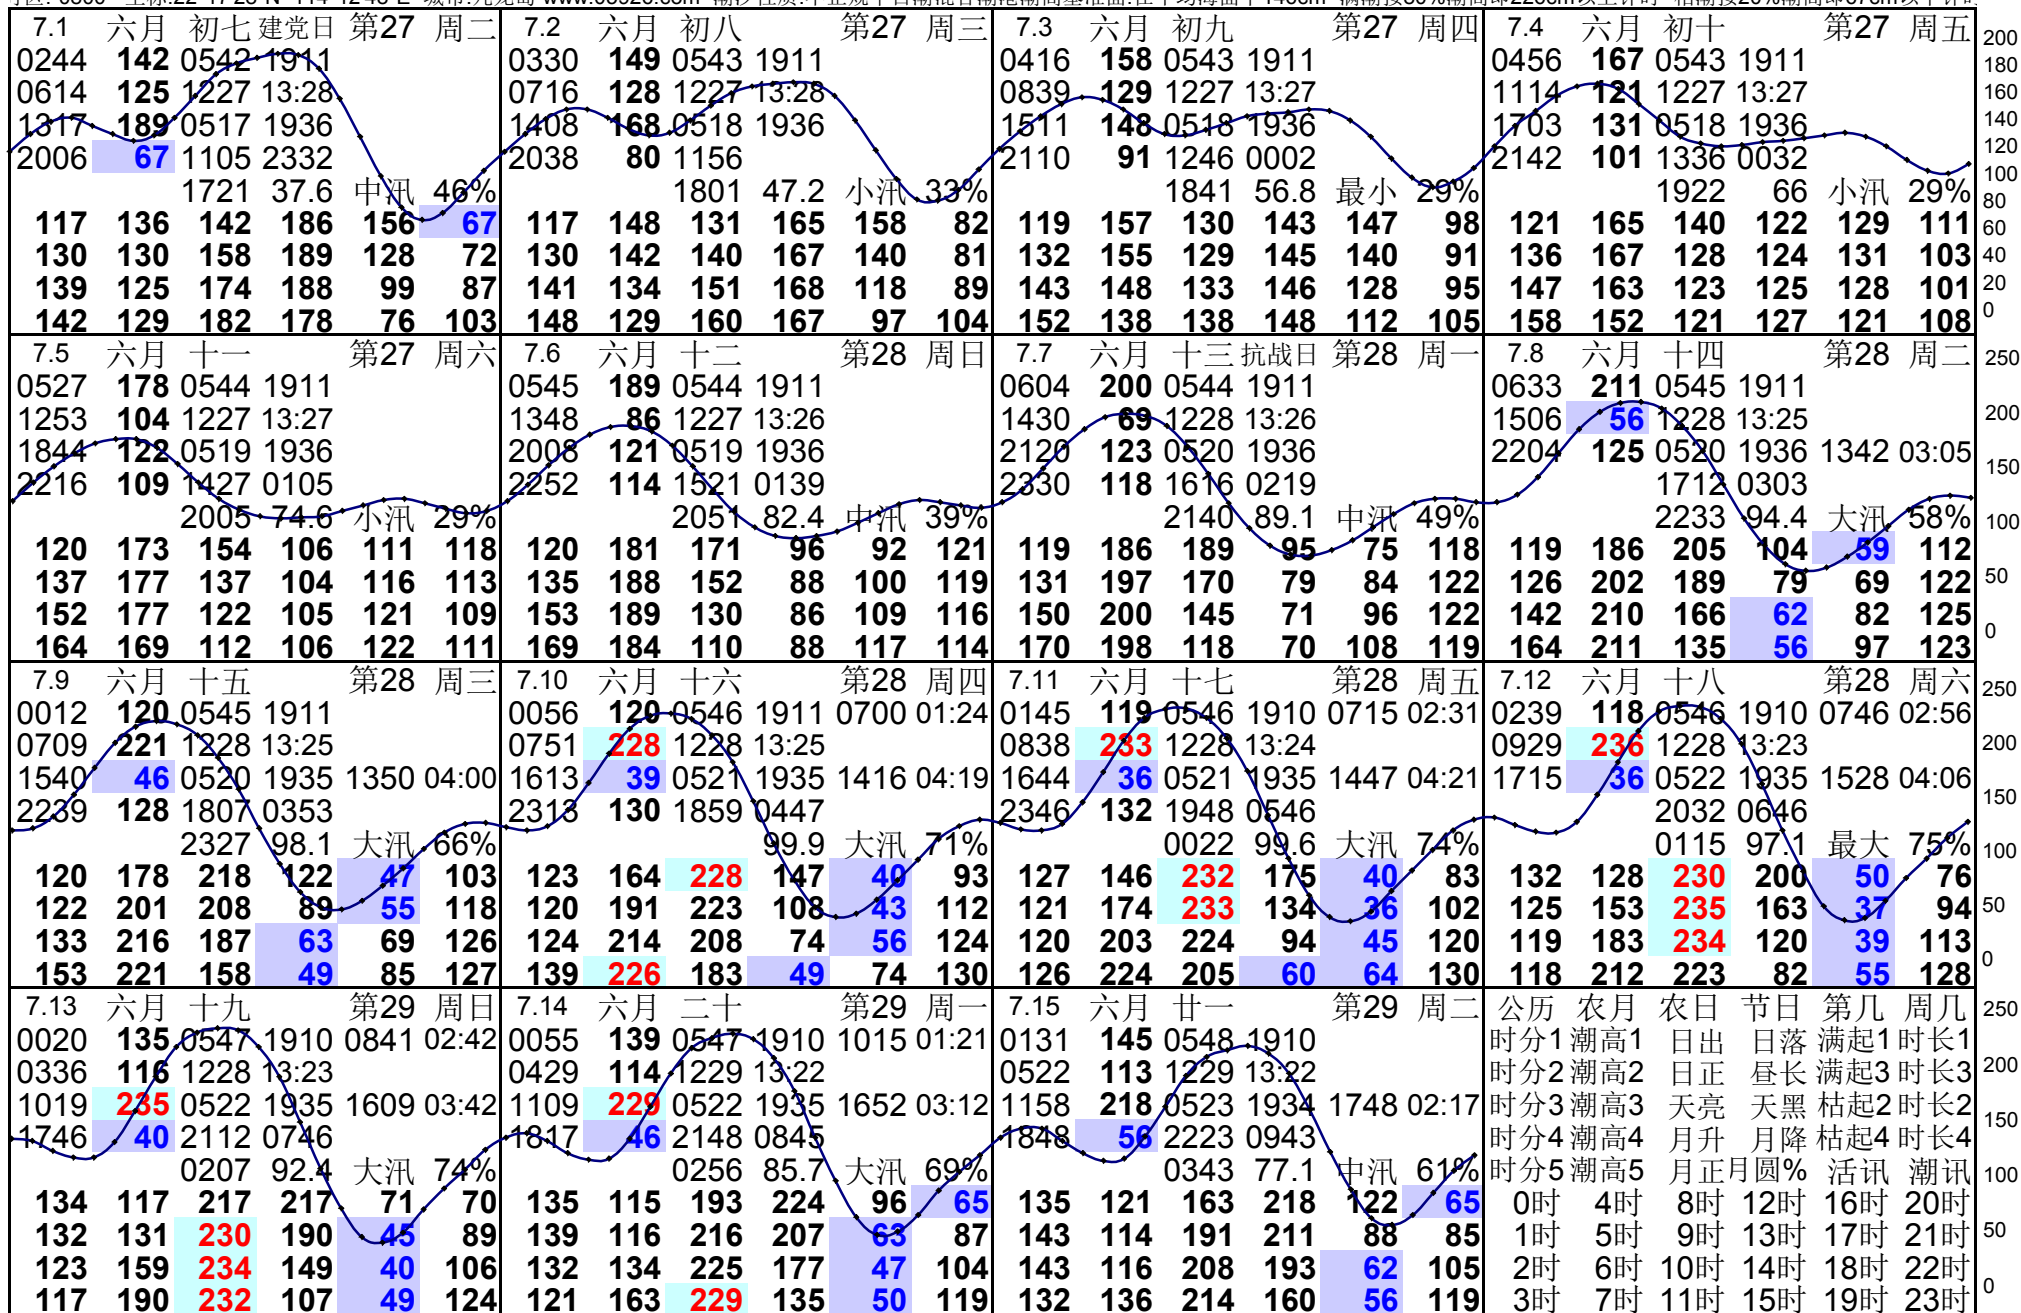 7.1 六月 初七 建党日 第27 周二
0244 142 0542 1911
0614 125 1227 13:28
1317 189 0517 1936
2006 67 1105 2332
1721 37.6 中汛 46%
117 136 142 186 156 67
130 130 158 189 128 72
139 125 174 188 99 87
142 129 182 178 76 103
7.2 六月 初八 第27 周三
0330 149 0543 1911
0716 128 1227 13:28
1408 168 0518 1936
2038 80 1156
1801 47.2 小汛 33%
117 148 131 165 158 82
130 142 140 167 140 81
141 134 151 168 118 89
148 129 160 167 97 104
7.3 六月 初九 第27 周四
0416 158 0543 1911
0839 129 1227 13:27
1511 148 0518 1936
2110 91 1246 0002
1841 56.8 最小 29%
119 157 130 143 147 98
132 155 129 145 140 91
143 148 133 146 128 95
152 138 138 148 112 105
7.4 六月 初十 第27 周五
0456 167 0543 1911
1114 121 1227 13:27
1703 131 0518 1936
2142 101 1336 0032
1922 66 小汛 29%
121 165 140 122 129 111
136 167 128 124 131 103
147 163 123 125 128 101
158 152 121 127 121 108
200
180
160
140
120
100
80
60
40
20
0
7.5 六月 十一 第27 周六
0527 178 0544 1911
1253 104 1227 13:27
1844 122 0519 1936
2216 109 1427 0105
2005 74.6 小汛 29%
120 173 154 106 111 118
137 177 137 104 116 113
152 177 122 105 121 109
164 169 112 106 122 111
7.6 六月 十二 第28 周日
0545 189 0544 1911
1348 86 1227 13:26
2008 121 0519 1936
2252 114 1521 0139
2051 82.4 中汛 39%
120 181 171 96 92 121
135 188 152 88 100 119
153 189 130 86 109 116
169 184 110 88 117 114
7.7 六月 十三 抗战日 第28 周一
0604 200 0544 1911
1430 69 1228 13:26
2120 123 0520 1936
2330 118 1616 0219
2140 89.1 中汛 49%
119 186 189 95 75 118
131 197 170 79 84 122
150 200 145 71 96 122
170 198 118 70 108 119
7.8 六月 十四 第28 周二
0633 211 0545 1911
1506 56 1228 13:25
2204 125 0520 1936 1342 03:05
1712 0303
2233 94.4 大汛 58%
119 186 205 104 59 112
126 202 189 79 69 122
142 210 166 62 82 125
164 211 135 56 97 123
250
200
150
100
50
0
7.9 六月 十五 第28 周三
0012 120 0545 1911
0709 221 1228 13:25
1540 46 0520 1935 1350 04:00
2239 128 1807 0353
2327 98.1 大汛 66%
120 178 218 122 47 103
122 201 208 89 55 118
133 216 187 63 69 126
153 221 158 49 85 127
7.10 六月 十六 第28 周四
0056 120 0546 1911 0700 01:24
0751 228 1228 13:25
1613 39 0521 1935 1416 04:19
2313 130 1859 0447
99.9 大汛 71%
123 164 228 147 40 93
120 191 223 108 43 112
124 214 208 74 56 124
139 226 183 49 74 130
7.11 六月 十七 第28 周五
0145 119 0546 1910 0715 02:31
0838 233 1228 13:24
1644 36 0521 1935 1447 04:21
2346 132 1948 0546
0022 99.6 大汛 74%
127 146 232 175 40 83
121 174 233 134 36 102
120 203 224 94 45 120
126 224 205 60 64 130
7.12 六月 十八 第28 周六
0239 118 0546 1910 0746 02:56
0929 236 1228 13:23
1715 36 0522 1935 1528 04:06
2032 0646
0115 97.1 最大 75%
132 128 230 200 50 76
125 153 235 163 37 94
119 183 234 120 39 113
118 212 223 82 55 128
250
200
150
100
50
0
7.13 六月 十九 第29 周日
0020 135 0547 1910 0841 02:42
0336 116 1228 13:23
1019 235 0522 1935 1609 03:42
1746 40 2112 0746
0207 92.4 大汛 74%
134 117 217 217 71 70
132 131 230 190 45 89
123 159 234 149 40 106
117 190 232 107 49 124
7.14 六月 二十 第29 周一
0055 139 0547 1910 1015 01:21
0429 114 1229 13:22
1109 229 0522 1935 1652 03:12
1817 46 2148 0845
0256 85.7 大汛 69%
135 115 193 224 96 65
139 116 216 207 63 87
132 134 225 177 47 104
121 163 229 135 50 119
7.15 六月 廿一 第29 周二
0131 145 0548 1910
0522 113 1229 13:22
1158 218 0523 1934 1748 02:17
1848 56 2223 0943
0343 77.1 中汛 61%
135 121 163 218 122 65
143 114 191 211 88 85
143 116 208 193 62 105
132 136 214 160 56 119
公历 农月 农日 节日 第几 周几
时分1 潮高1 日出 日落 满起1 时长1
时分2 潮高2 日正 昼长 满起3 时长3
时分3 潮高3 天亮 天黑 枯起2 时长2
时分4 潮高4 月升 月降 枯起4 时长4
时分5 潮高5 月正 月圆% 活讯 潮讯
0时 4时 8时 12时 16时 20时
1时 5时 9时 13时 17时 21时
2时 6时 10时 14时 18时 22时
3时 7时 11时 15时 19时 23时
250
200
150
100
50
0